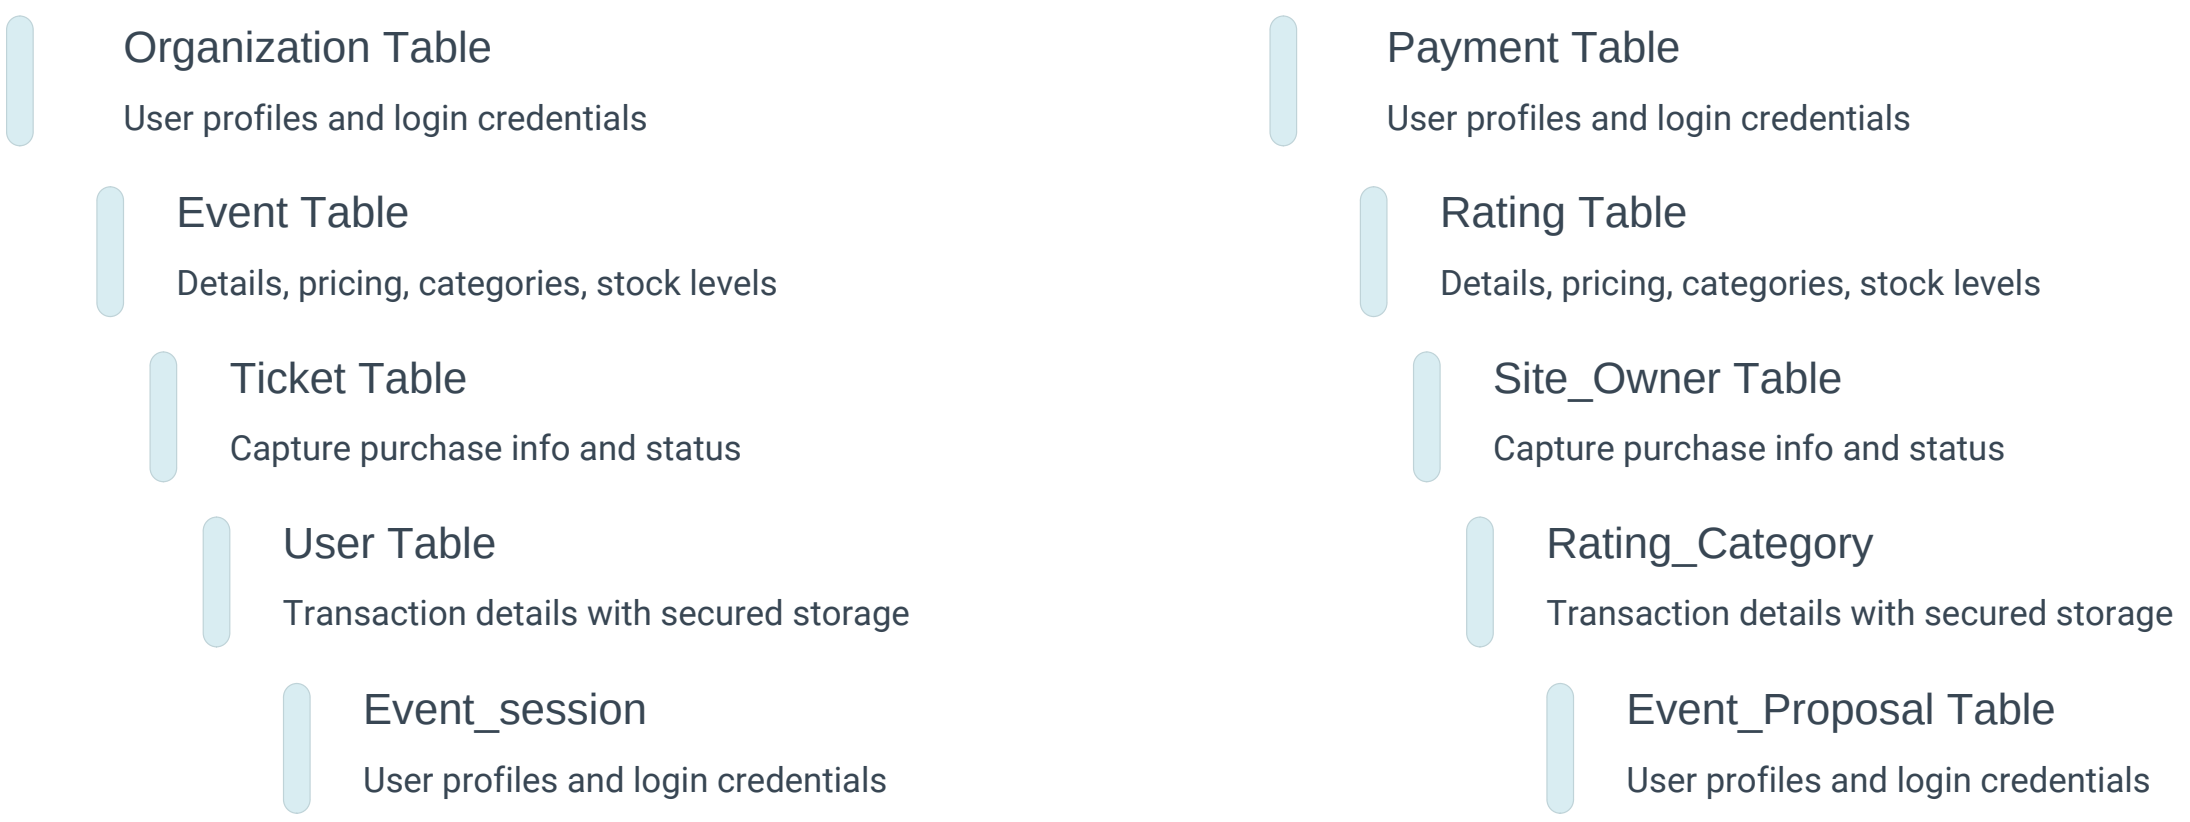 Organization Table
User profiles and login credentials
Event Table
Details, pricing, categories, stock levels
Ticket Table
Capture purchase info and status
User Table
Transaction details with secured storage
Event_session
User profiles and login credentials
Payment Table
User profiles and login credentials
Rating Table
Details, pricing, categories, stock levels
Site_Owner Table
Capture purchase info and status
Rating_Category
Transaction details with secured storage
Event_Proposal Table
User profiles and login credentials